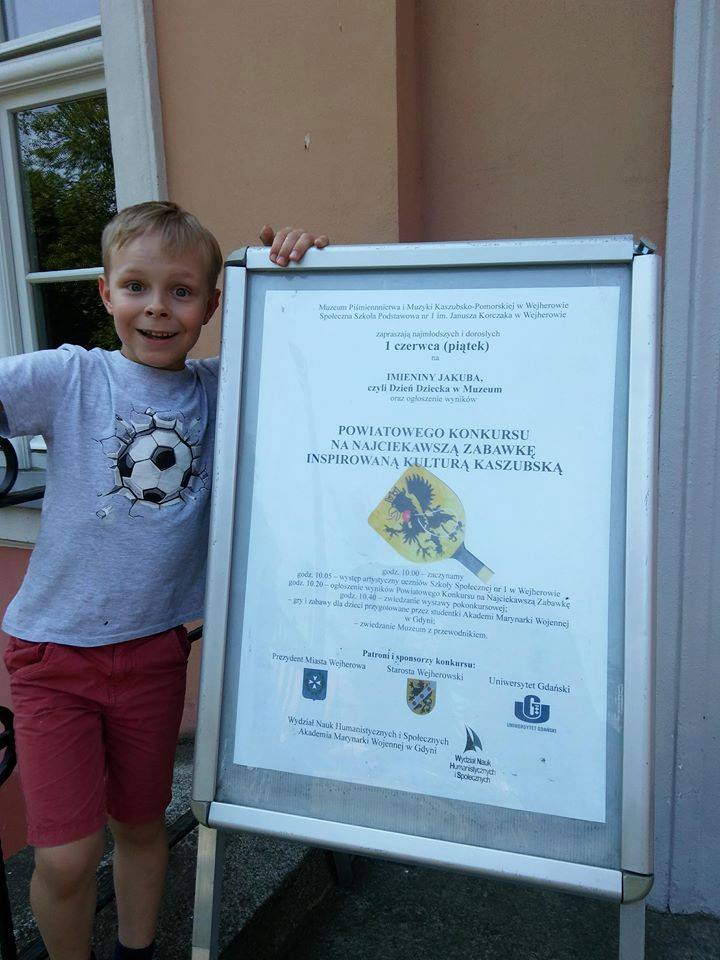 Muzeum Piśmiennnictwa i Muzyki Kaszubsko-Pomorskiej w Wejherowie
Społeczna Szkoła Podstawowa nr 1 im. Janusza Korczaka w Wejherowie
zapraszają najmłodszych i dorosłych
1 czerwca (piątek)
na
IMIENINY JAKUBA,
czyli Dzień Dziecka w Muzeum
oraz ogłoszenie wyników
POWIATOWEGO KONKURSU
NA NAJCIEKAWSZĄ ZABAWKĘ
INSPIROWANĄ KULTURĄ KASZUBSKĄ
godz. 10:00 – zaczynamy
godz. 10:05 – występ artystyczny uczniów Szkoły Społecznej nr 1 w Wejherowie
godz. 10.20 – ogłoszenie wyników Powiatowego Konkursu na Najciekawszą Zabawkę
godz. 10.40 – zwiedzanie wystawy pokonkursowej;
– gry i zabawy dla dzieci przygotowane przez studentki Akademi Marynarki Wojennej
w Gdyni;
– zwiedzanie Muzeum z przewodnikiem.
Patroni i sponsorzy konkursu:
Prezydent Miasta Wejherowa
Starosta Wejherowski
Uniwersytet Gdański
UNIWERSYTET GDAŃSKI
Wydział Nauk Humanistycznych i Społecznych
Akademia Marynarki Wojennej w Gdyni
Wydział Nauk
Humanistycznych
i Społecznych